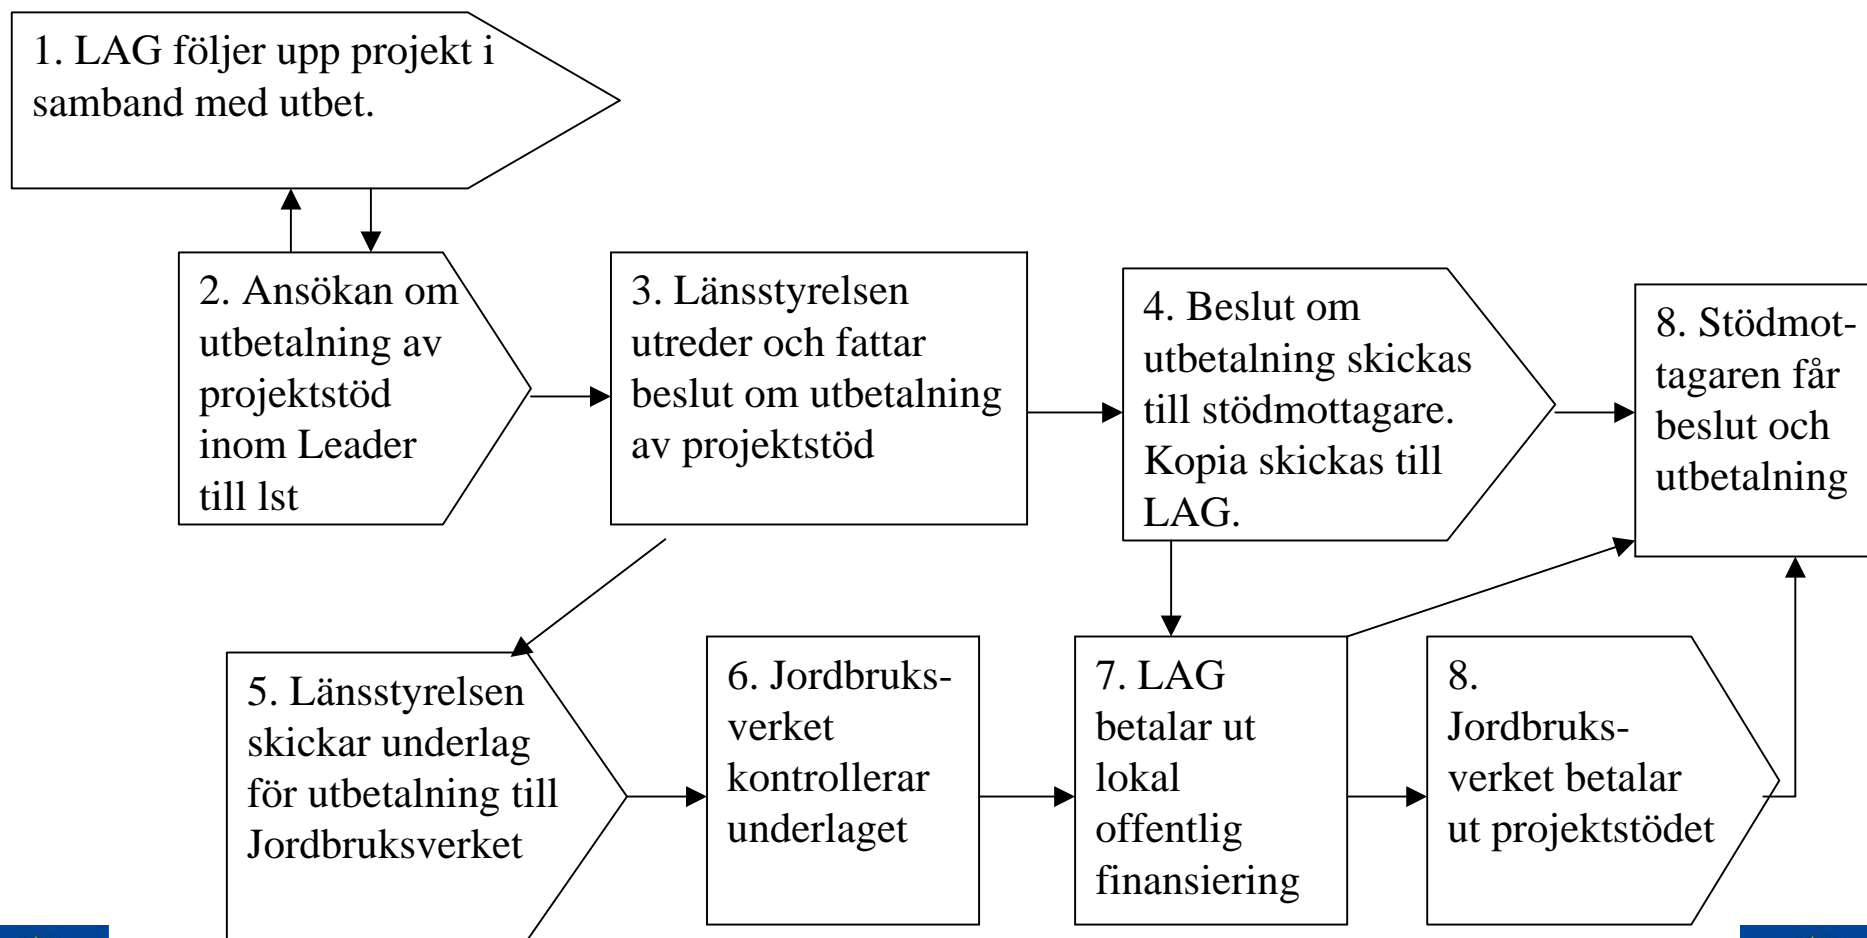 1. LAG följer upp projekt i
samband med utbet.
2. Ansökan om
utbetalning av
projektstöd
inom Leader
till lst
3. Länsstyrelsen
utreder och fattar
beslut om utbetalning
av projektstöd
4. Beslut om
utbetalning skickas
till stödmottagare.
Kopia skickas till
LAG.
8. Stödmot-
tagaren får
beslut och
utbetalning
5. Länsstyrelsen
skickar underlag
för utbetalning till
Jordbruksverket
6. Jordbruks-
verket
kontrollerar
underlaget
7. LAG
betalar ut
lokal
offentlig
finansiering
8.
Jordbruks-
verket betalar
ut projektstödet